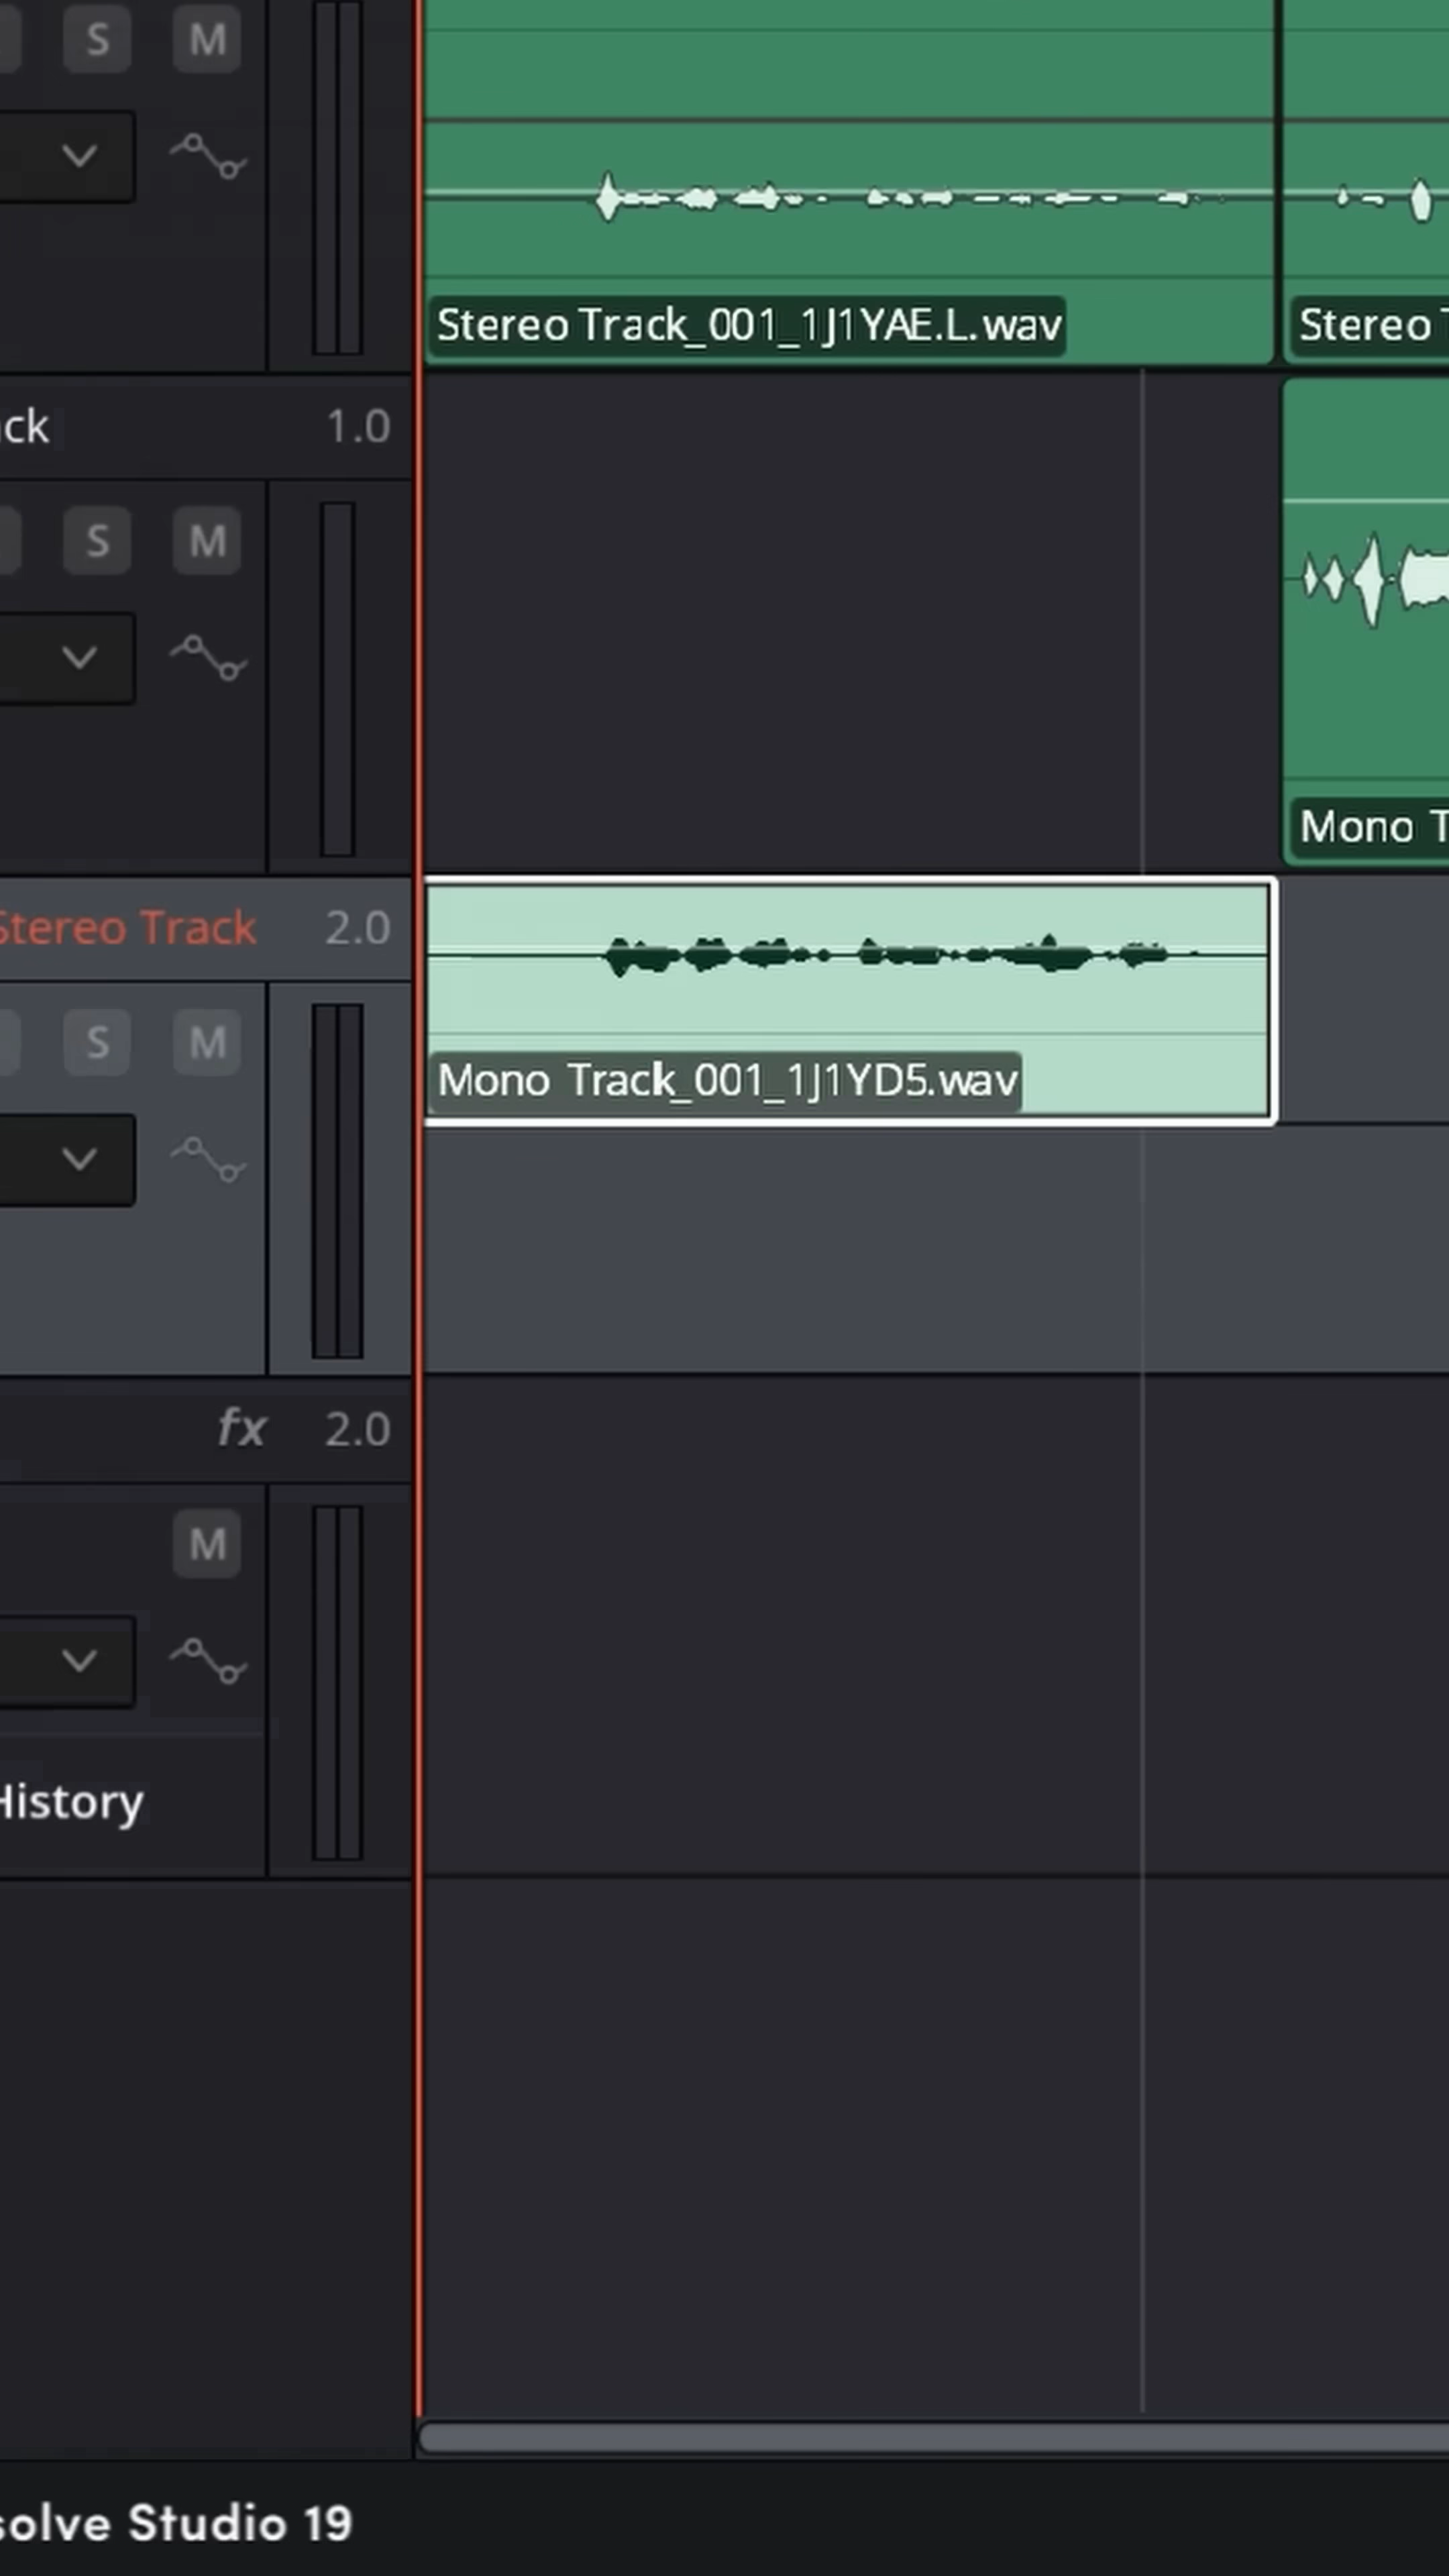 S M
Stereo Track_001_1J1YAE.L.wav
Stereo
ck 1.0
S M
Mono
Stereo Track 2.0
S M
Mono Track_001_1J1YD5.wav
fx 2.0
M
History
solve Studio 19